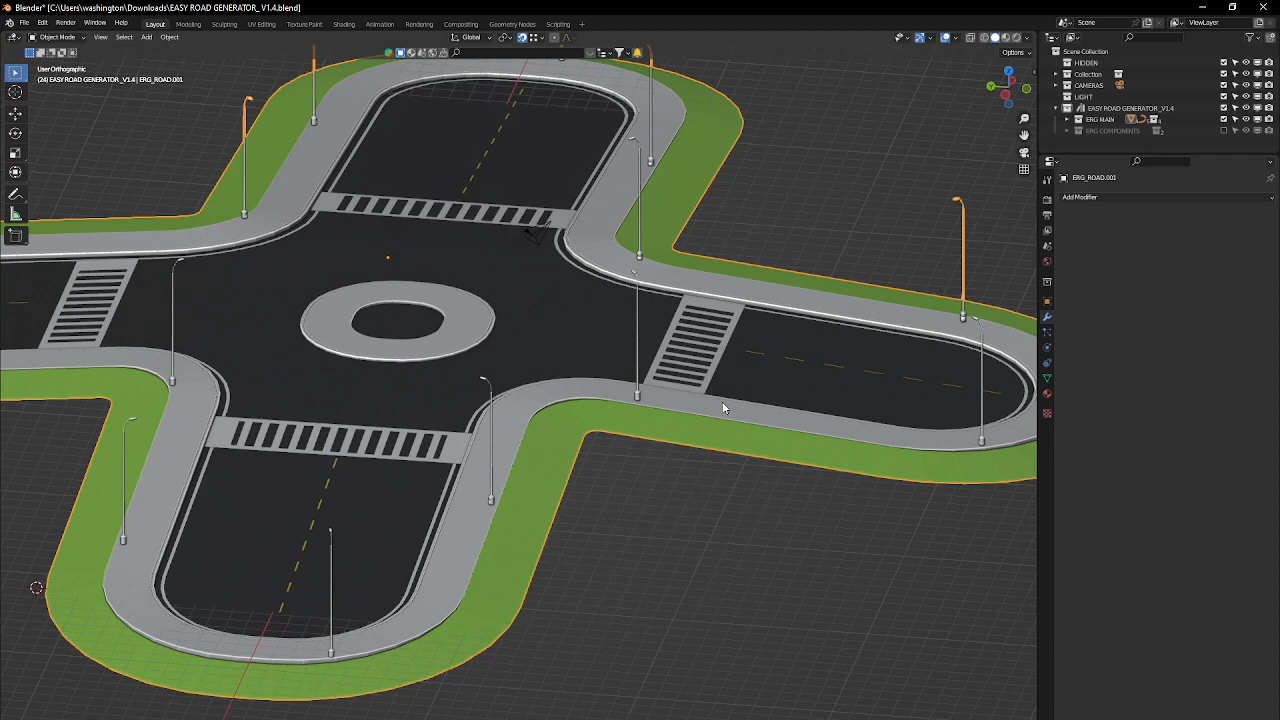 Blender* [C:\Users\washington\Downloads\EASY ROAD GENERATOR_ V1.4.blend]
File Edit Render Window Help Layout Modeling Sculpting UV Editing Texture Paint Shading Animation Rendering Compositing Geometry Nodes Scripting + Scene ViewLayer
Object Mode View Select Add Object Global
Options
User Orthographic
(24) EASY ROAD GENERATOR_V1.4 | ERG_ROAD.001
Z
Y
Scene Collection
HIDDEN
Collection
CAMERAS
LIGHT
EASY ROAD GENERATOR_V1.4
ERG MAIN
ERG COMPONENTS
ERG_ROAD.001
Add Modifier